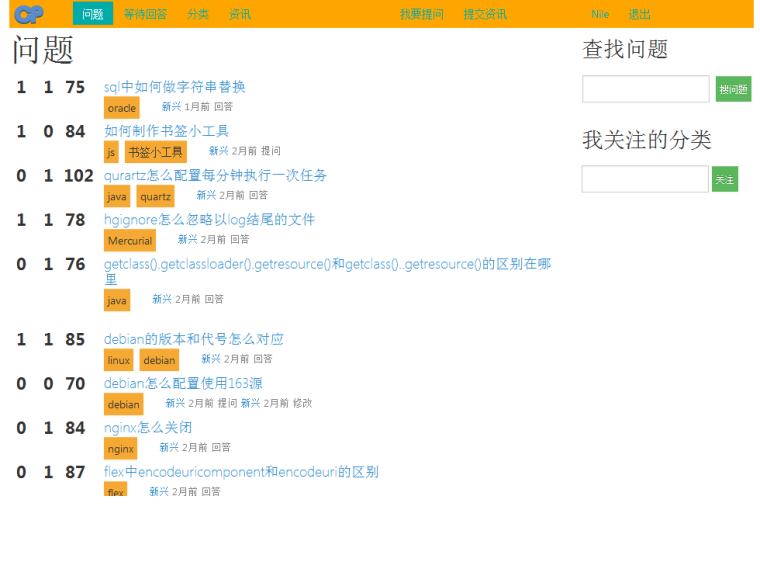 CP 问题 等待回答 分类 资讯 我要提问 提交资讯 Nile 退出
问题
1 1 75 sql中如何做字符串替换
oracle 新兴 1月前 回答
1 0 84 如何制作书签小工具
js 书签小工具 新兴 2月前 提问
0 1 102 qurartz怎么配置每分钟执行一次任务
java quartz 新兴 2月前 回答
1 1 78 hgignore怎么忽略以log结尾的文件
Mercurial 新兴 2月前 回答
0 1 76 getclass().getclassloader().getresource()和getclass()..getresource()的区别在哪
里
java 新兴 2月前 回答
1 1 85 debian的版本和代号怎么对应
linux debian 新兴 2月前 回答
0 0 70 debian怎么配置使用163源
debian 新兴 2月前 提问 新兴 2月前 修改
0 1 84 nginx怎么关闭
nginx 新兴 2月前 回答
0 1 87 flex中encodeuricomponent和encodeuri的区别
flex 新兴 2月前 回答
查找问题
搜问题
我关注的分类
关注